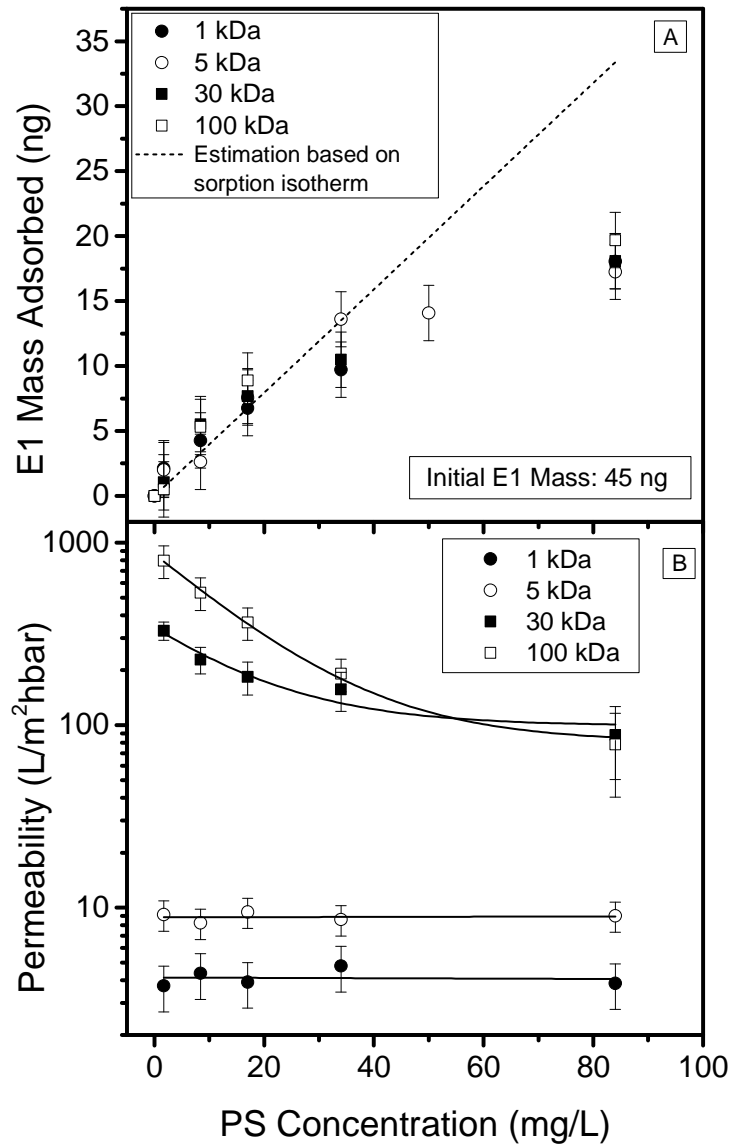 A
1 kDa
5 kDa
30 kDa
100 kDa
Estimation based on
sorption isotherm
35
30
25
20
15
10
5
0
E1 Mass Adsorbed (ng)
Initial E1 Mass: 45 ng
B
1 kDa
5 kDa
30 kDa
100 kDa
1000
100
10
Permeability (L/m²hbar)
0 20 40 60 80 100
PS Concentration (mg/L)